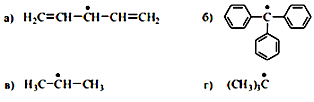 а) H₂C=CH–ĊH–CH=CH₂ б) Ċ
в) H₃C–ĊH–CH₃ г) (CH₃)₃Ċ